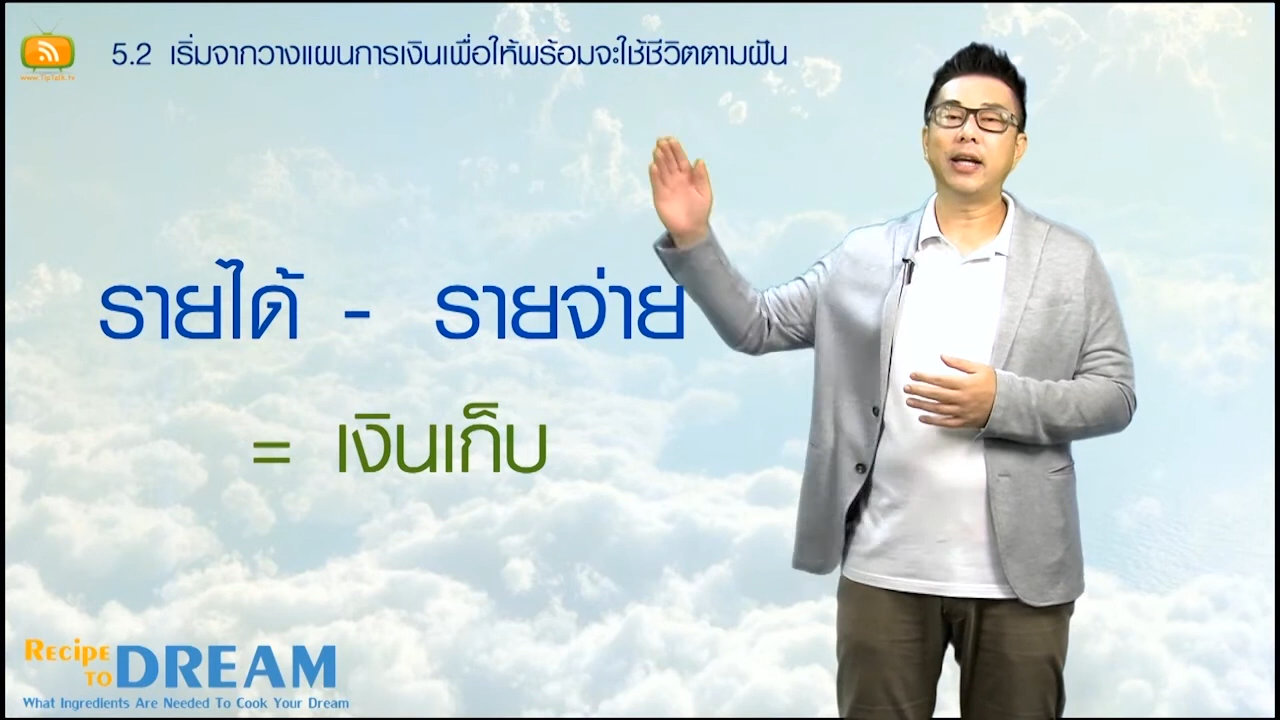 5.2 เริ่มจากวางแผนการเงินเพื่อให้พร้อมจะใช้ชีวิตตามฝัน
www.TipTalk.tv
รายได้ - รายจ่าย
= เงินเก็บ
RECIPE
TO DREAM
What Ingredients Are Needed To Cook Your Dream